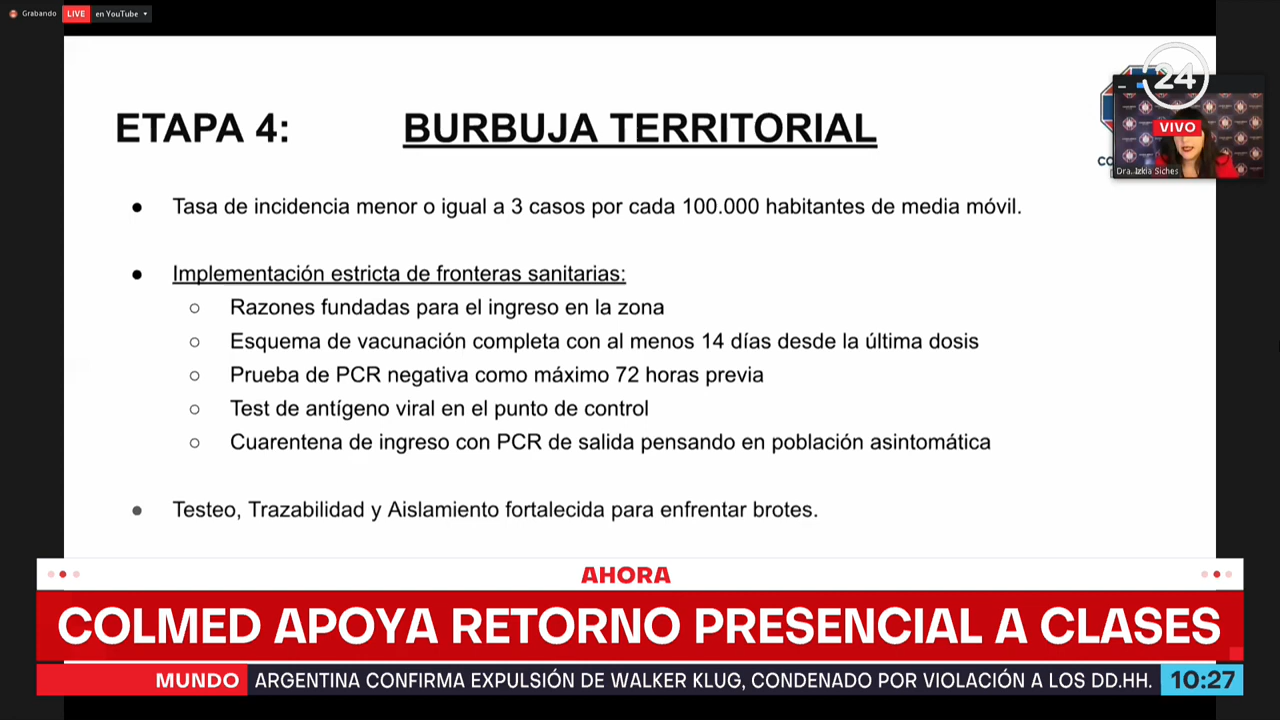 Grabando LIVE en YouTube
24
VIVO
Dra. Izkia Siches
CO
ETAPA 4: BURBUJA TERRITORIAL
● Tasa de incidencia menor o igual a 3 casos por cada 100.000 habitantes de media móvil.
● Implementación estricta de fronteras sanitarias:
○ Razones fundadas para el ingreso en la zona
○ Esquema de vacunación completa con al menos 14 días desde la última dosis
○ Prueba de PCR negativa como máximo 72 horas previa
○ Test de antígeno viral en el punto de control
○ Cuarentena de ingreso con PCR de salida pensando en población asintomática
● Testeo, Trazabilidad y Aislamiento fortalecida para enfrentar brotes.
AHORA
COLMED APOYA RETORNO PRESENCIAL A CLASES
MUNDO ARGENTINA CONFIRMA EXPULSIÓN DE WALKER KLUG, CONDENADO POR VIOLACIÓN A LOS DD.HH. 10:27